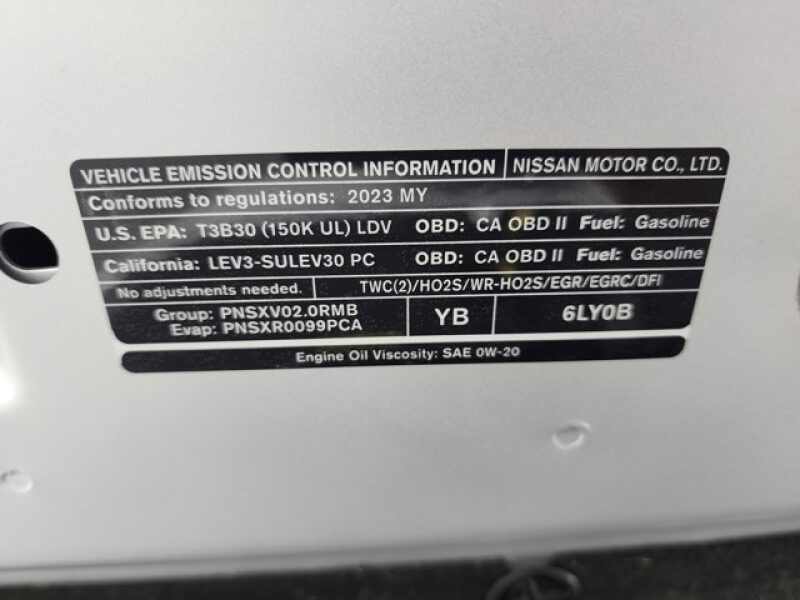 VEHICLE EMISSION CONTROL INFORMATION NISSAN MOTOR CO., LTD.
Conforms to regulations: 2023 MY
U.S. EPA: T3B30 (150K UL) LDV OBD: CA OBD II Fuel: Gasoline
California: LEV3-SULEV30 PC OBD: CA OBD II Fuel: Gasoline
No adjustments needed. TWC(2)/HO2S/WR-HO2S/EGR/EGRC/DFI
Group: PNSXV02.0RMB
Evap: PNSXR0099PCA
YB
6LY0B
Engine Oil Viscosity: SAE 0W-20